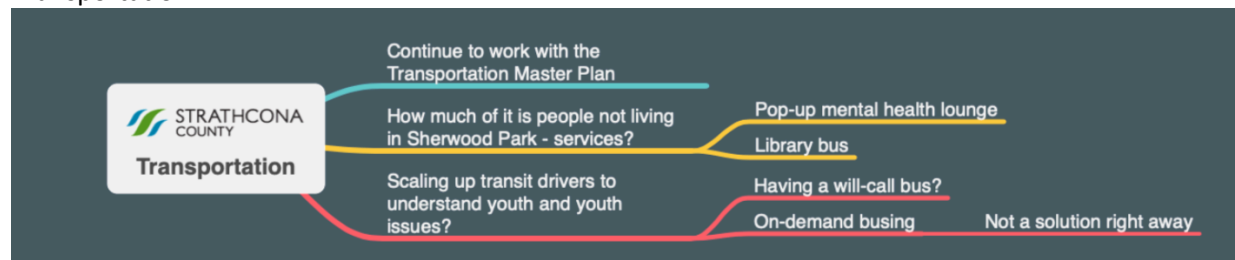 STRATHCONA
COUNTY
Transportation
Continue to work with the
Transportation Master Plan
How much of it is people not living
in Sherwood Park - services?
Pop-up mental health lounge
Library bus
Scaling up transit drivers to
understand youth and youth
issues?
Having a will-call bus?
On-demand busing
Not a solution right away